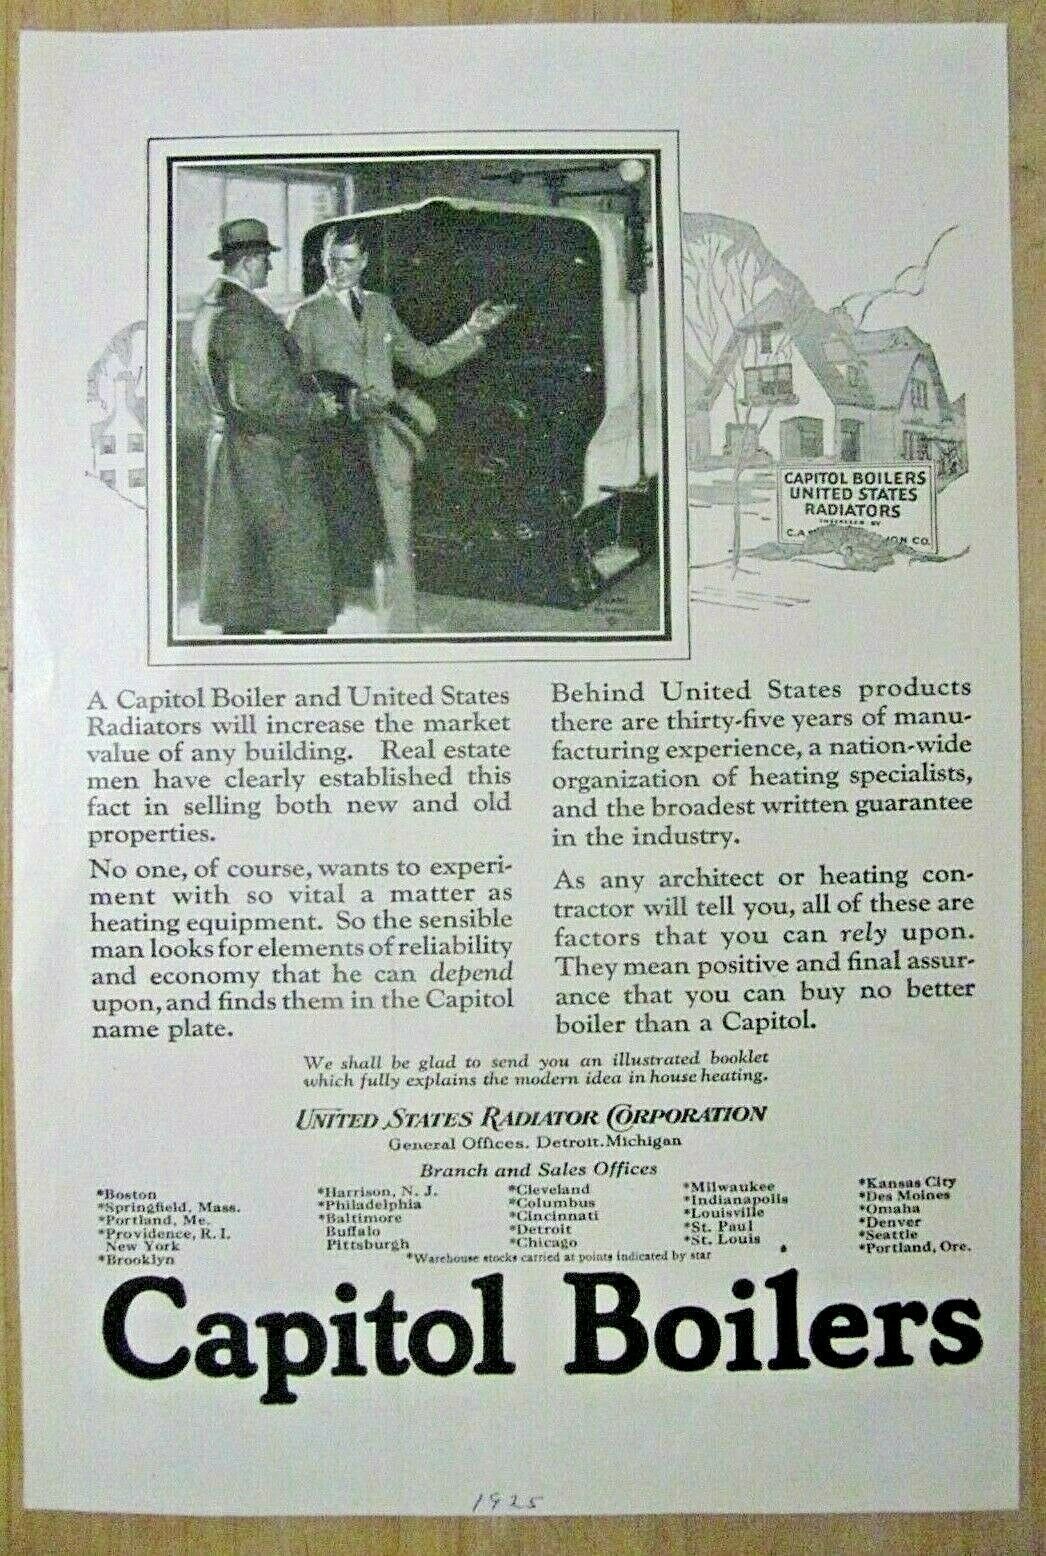 CAPITOL BOILERS
UNITED STATES
RADIATORS
INSTALLED BY
C.A
ON CO.
A Capitol Boiler and United States
Radiators will increase the market
value of any building. Real estate
men have clearly established this
fact in selling both new and old
properties.
No one, of course, wants to experi-
ment with so vital a matter as
heating equipment. So the sensible
man looks for elements of reliability
and economy that he can depend
upon, and finds them in the Capitol
name plate.
Behind United States products
there are thirty-five years of manu-
facturing experience, a nation-wide
organization of heating specialists,
and the broadest written guarantee
in the industry.
As any architect or heating con-
tractor will tell you, all of these are
factors that you can rely upon.
They mean positive and final assur-
ance that you can buy no better
boiler than a Capitol.
We shall be glad to send you an illustrated booklet
which fully explains the modern idea in house heating.
UNITED STATES RADIATOR CORPORATION
General Offices, Detroit, Michigan
Branch and Sales Offices
*Boston
*Springfield, Mass.
*Portland, Me.
*Providence, R. I.
New York
*Brooklyn
*Harrison, N. J.
*Philadelphia
*Baltimore
Buffalo
Pittsburgh
*Cleveland
*Columbus
*Cincinnati
*Detroit
*Chicago
*Milwaukee
*Indianapolis
*Louisville
*St. Paul
*St. Louis
*Kansas City
*Des Moines
*Omaha
*Denver
*Seattle
*Portland, Ore.
*Warehouse stocks carried at points indicated by star
Capitol Boilers
1925